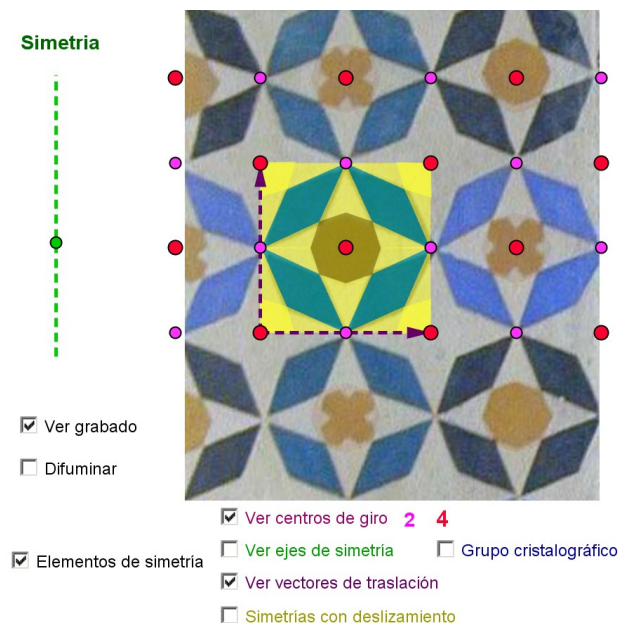 Simetria
Ver grabado
Difuminar
Ver centros de giro 2 4
Elementos de simetría
Ver ejes de simetría
Grupo cristalográfico
Ver vectores de traslación
Simetrías con deslizamiento